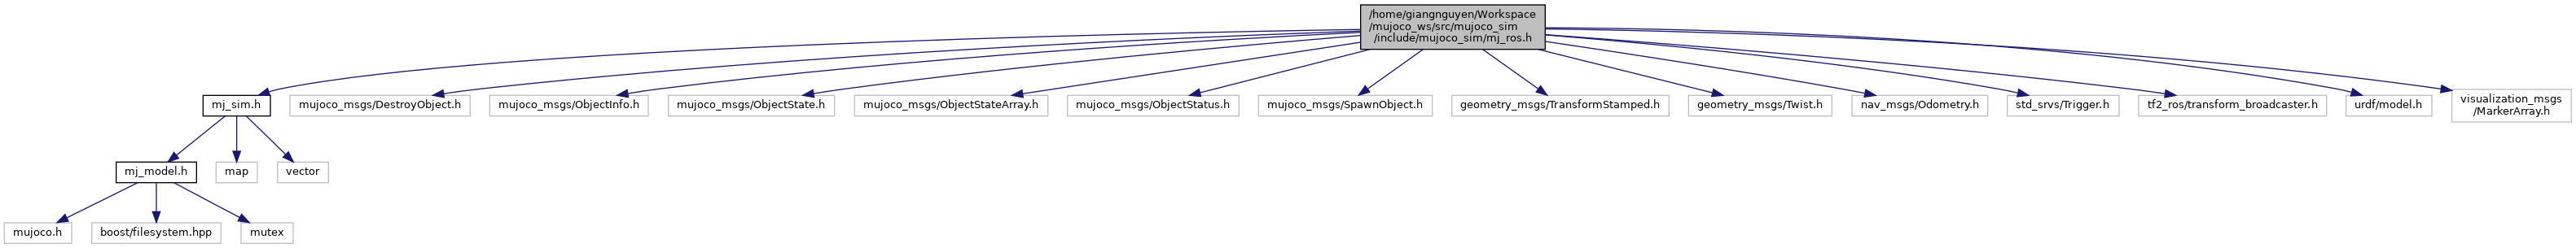 /home/giangnguyen/Workspace
/mujoco_ws/src/mujoco_sim
/include/mujoco_sim/mj_ros.h
mj_sim.h
mujoco_msgs/DestroyObject.h
mujoco_msgs/ObjectInfo.h
mujoco_msgs/ObjectState.h
mujoco_msgs/ObjectStateArray.h
mujoco_msgs/ObjectStatus.h
mujoco_msgs/SpawnObject.h
geometry_msgs/TransformStamped.h
geometry_msgs/Twist.h
nav_msgs/Odometry.h
std_srvs/Trigger.h
tf2_ros/transform_broadcaster.h
urdf/model.h
visualization_msgs
/MarkerArray.h
mj_model.h
map
vector
mujoco.h
boost/filesystem.hpp
mutex